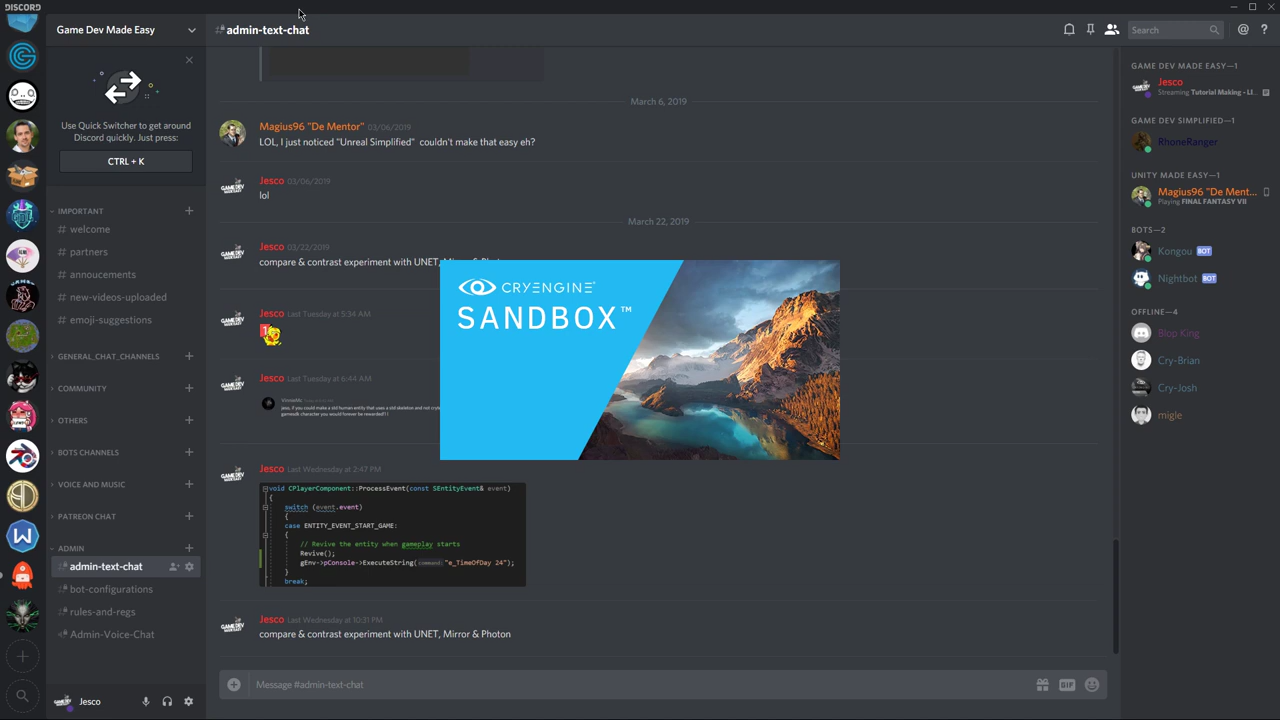 DISCORD
Game Dev Made Easy
Use Quick Switcher to get around
Discord quickly. Just press:
CTRL + K
IMPORTANT
# welcome
# partners
# annoucements
# new-videos-uploaded
# emoji-suggestions
GENERAL_CHAT_CHANNELS
COMMUNITY
OTHERS
BOTS CHANNELS
VOICE AND MUSIC
PATREON CHAT
ADMIN
admin-text-chat
bot-configurations
rules-and-regs
Admin-Voice-Chat
Jesco
admin-text-chat
Search
March 6, 2019
Magius96 "De Mentor" 03/06/2019
LOL, I just noticed "Unreal Simplified" couldn't make that easy eh?
Jesco 03/06/2019
lol
March 22, 2019
Jesco 03/22/2019
compare & contrast experiment with UNET,
CRYENGINE®
SANDBOX™
Jesco Last Tuesday at 5:34 AM
Jesco Last Tuesday at 6:44 AM
Jesco Last Wednesday at 2:47 PM
void CPlayerComponent::ProcessEvent(const SEntityEvent& event)
{
switch (event.event)
{
case ENTITY_EVENT_START_GAME:
{
// Revive the entity when gameplay starts
Revive();
gEnv->pConsole->ExecuteString(command: "e_TimeOfDay 24");
}
break;
Jesco Last Wednesday at 10:31 PM
compare & contrast experiment with UNET, Mirror & Photon
Message #admin-text-chat
GIF
GAME DEV MADE EASY—1
Jesco
Streaming Tutorial Making - LI...
GAME DEV SIMPLIFIED—1
RhoneRanger
UNITY MADE EASY—1
Magius96 "De Ment...
Playing FINAL FANTASY VII
BOTS—2
Kongou BOT
Nightbot BOT
OFFLINE—4
Blop King
Cry-Brian
Cry-Josh
migle